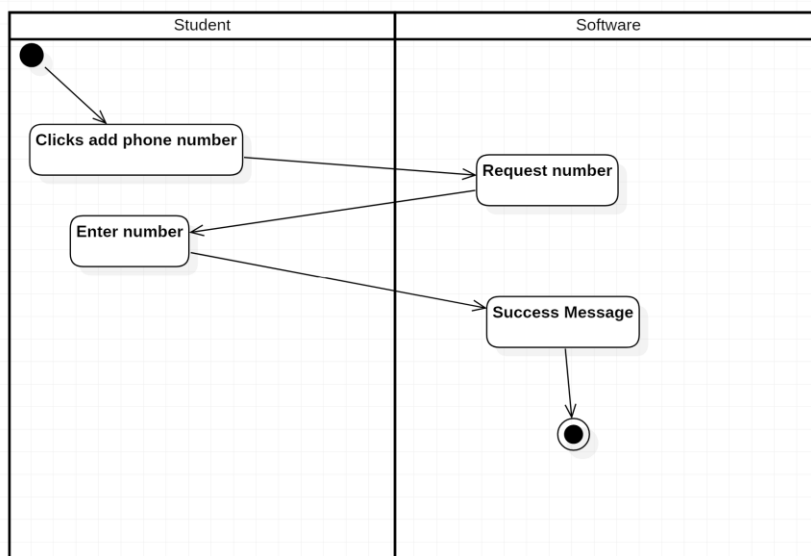 Student
Software
Clicks add phone number
Request number
Enter number
Success Message